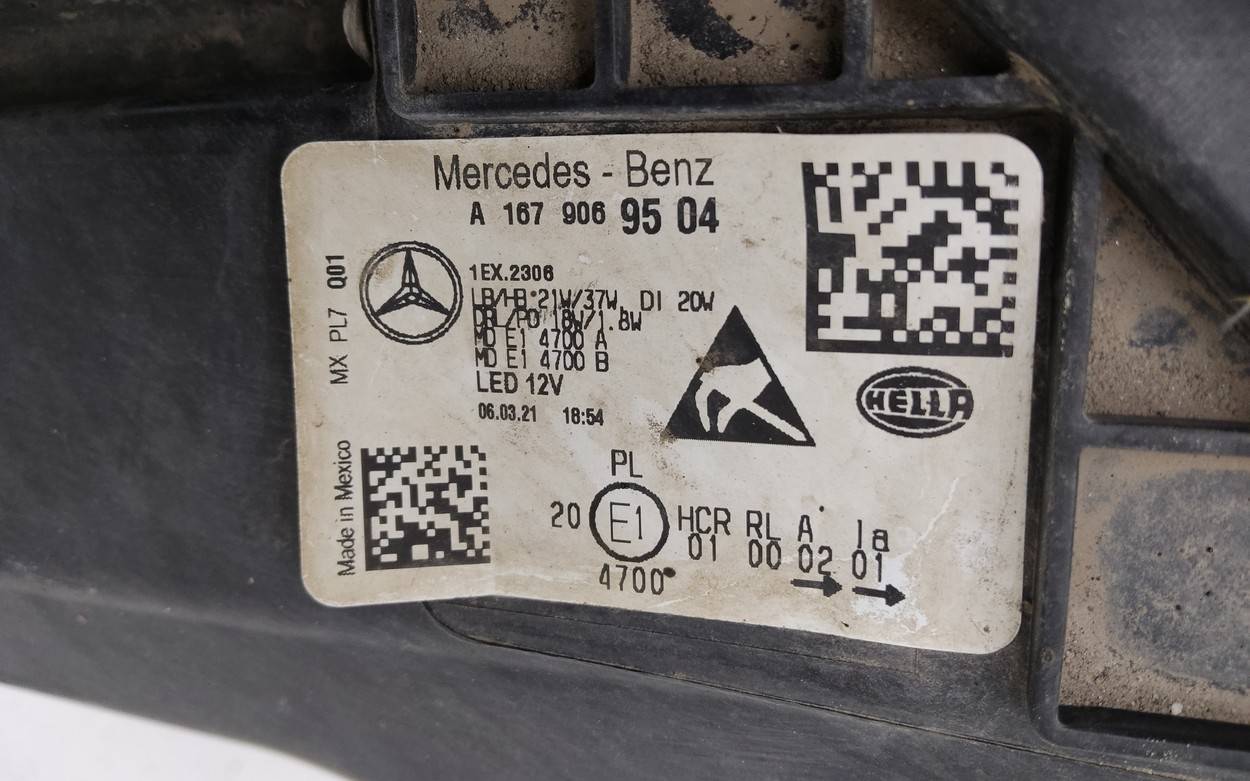 Mercedes - Benz
A 167 906 95 04
MX PL7 Q01
1EX.2306
LB/HB 21W/37W, DI 20W
DRL/PO 18W/1.8W
MD E1 4700 A
MD E1 4700 B
LED 12V
06.03.21 18:54
HELLA
Made in Mexico
PL
20 E1 HCR RL A 1a
01 00 02 01
4700